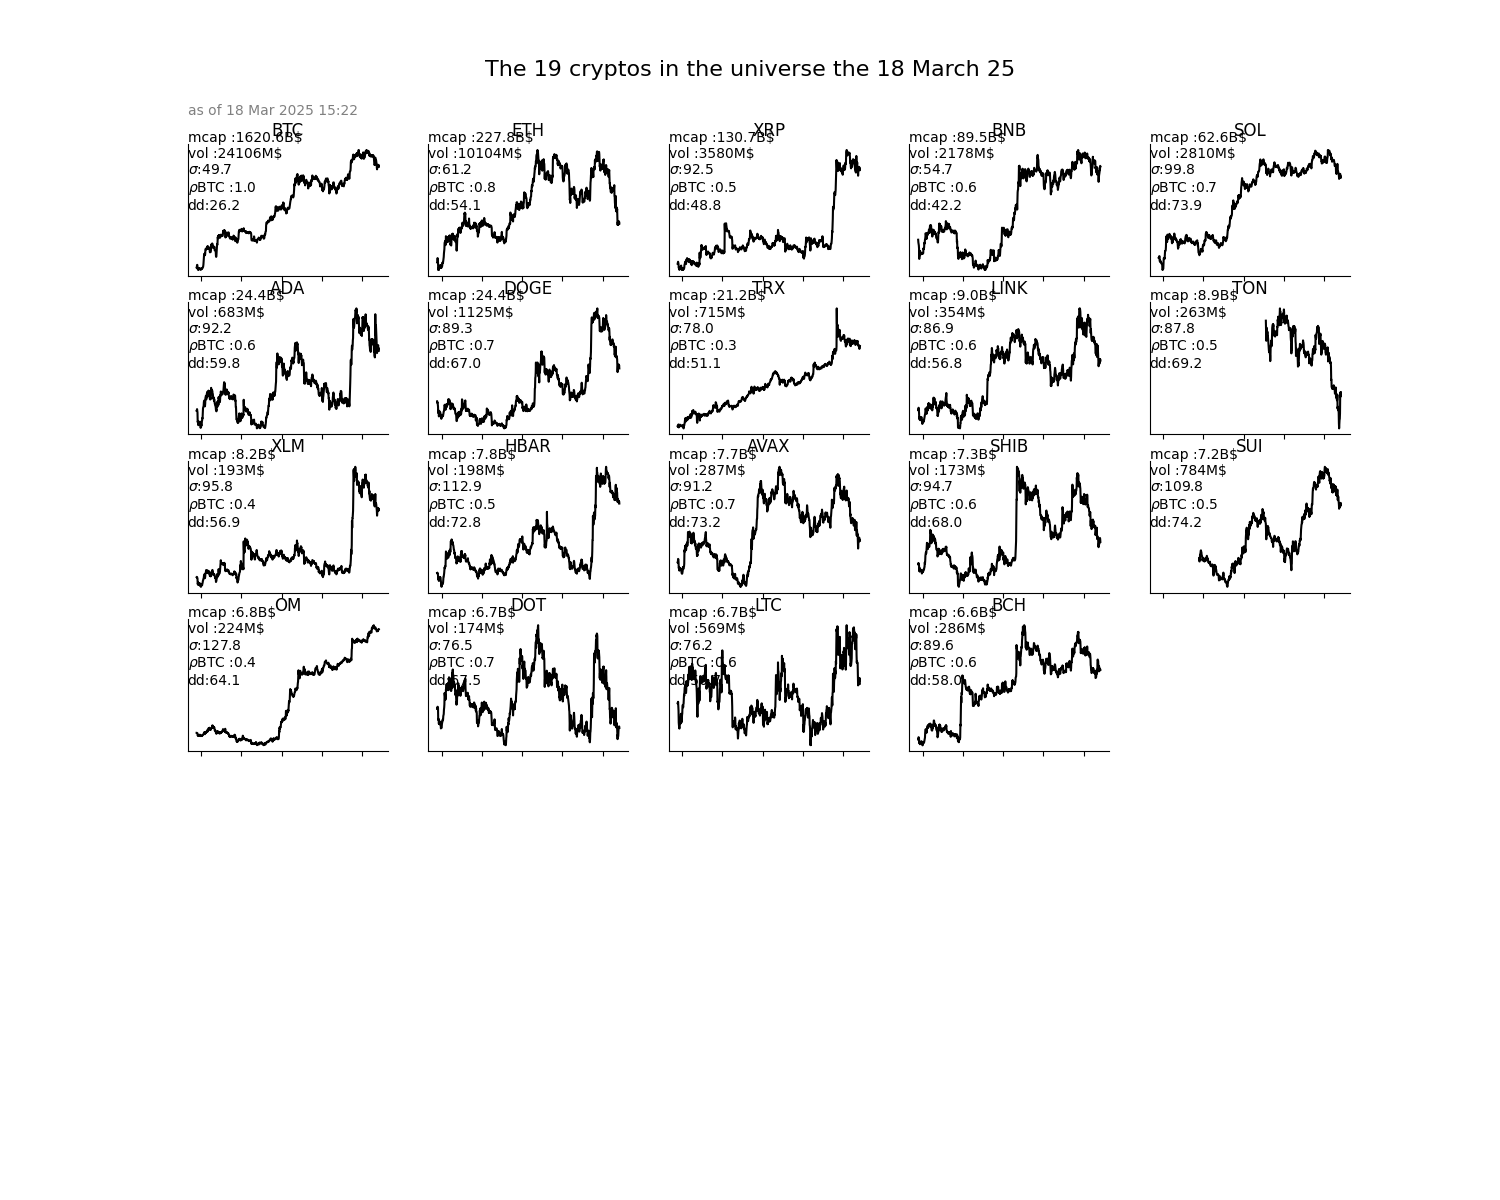 The 19 cryptos in the universe the 18 March 25
as of 18 Mar 2025 15:22
BTC
mcap :1620.6B$
vol :24106M$
σ:49.7
ρBTC :1.0
dd:26.2
ETH
mcap :227.8B$
vol :10104M$
σ:61.2
ρBTC :0.8
dd:54.1
XRP
mcap :130.7B$
vol :3580M$
σ:92.5
ρBTC :0.5
dd:48.8
BNB
mcap :89.5B$
vol :2178M$
σ:54.7
ρBTC :0.6
dd:42.2
SOL
mcap :62.6B$
vol :2810M$
σ:99.8
ρBTC :0.7
dd:73.9
ADA
mcap :24.4B$
vol :683M$
σ:92.2
ρBTC :0.6
dd:59.8
DOGE
mcap :24.4B$
vol :1125M$
σ:89.3
ρBTC :0.7
dd:67.0
TRX
mcap :21.2B$
vol :715M$
σ:78.0
ρBTC :0.3
dd:51.1
LINK
mcap :9.0B$
vol :354M$
σ:86.9
ρBTC :0.6
dd:56.8
TON
mcap :8.9B$
vol :263M$
σ:87.8
ρBTC :0.5
dd:69.2
XLM
mcap :8.2B$
vol :193M$
σ:95.8
ρBTC :0.4
dd:56.9
HBAR
mcap :7.8B$
vol :198M$
σ:112.9
ρBTC :0.5
dd:72.8
AVAX
mcap :7.7B$
vol :287M$
σ:91.2
ρBTC :0.7
dd:73.2
SHIB
mcap :7.3B$
vol :173M$
σ:94.7
ρBTC :0.6
dd:68.0
SUI
mcap :7.2B$
vol :784M$
σ:109.8
ρBTC :0.5
dd:74.2
OM
mcap :6.8B$
vol :224M$
σ:127.8
ρBTC :0.4
dd:64.1
DOT
mcap :6.7B$
vol :174M$
σ:76.5
ρBTC :0.7
LTC
mcap :6.7B$
vol :569M$
σ:76.2
ρBTC :0.6
BCH
mcap :6.6B$
vol :286M$
σ:89.6
ρBTC :0.6
dd:58.0